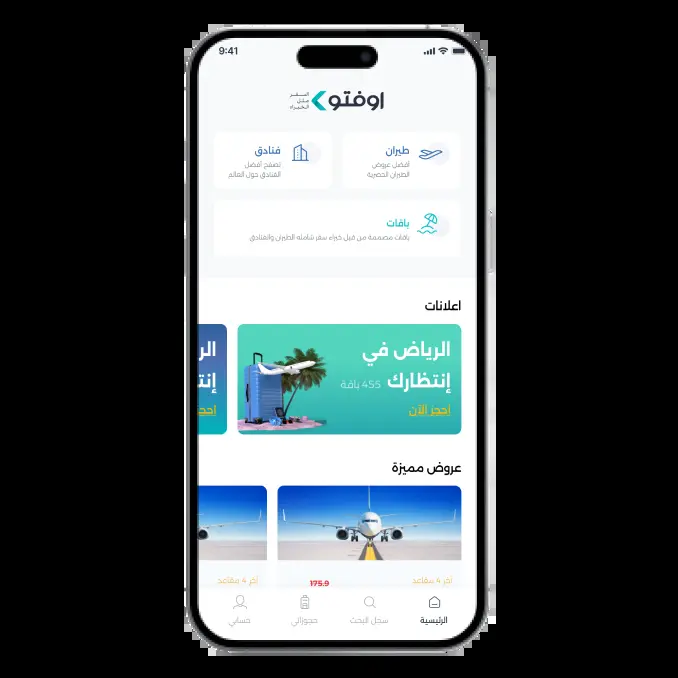 9:41
اوفتو
السفر
مثل
الخبراء
طيران
أفضل عروض
الطيران الحصرية
فنادق
تصفح أفضل
الفنادق حول العالم
باقات
باقات مصممة من قبل خبراء سفر شامله الطيران والفنادق
اعلانات
الرياض في
إنتظارك 455 باقة
احجز الآن
الر
إنت
احجز
عروض مميزة
آخر 4 مقاعد
175.9
آخر 4 مقاعد
الرئيسية
سجل البحث
حجوزاتي
حسابي